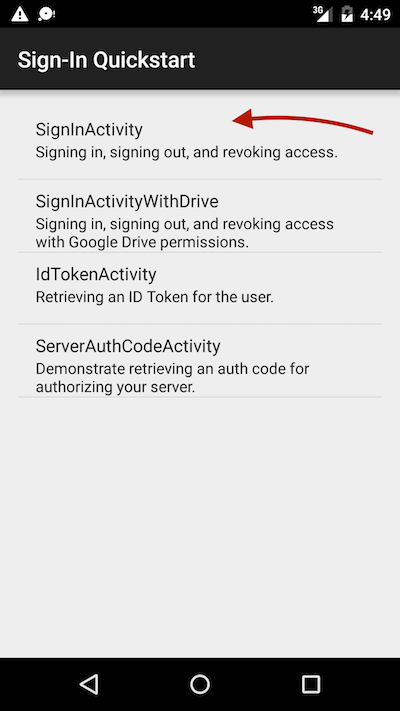 3G 4:49
Sign-In Quickstart
SignInActivity
Signing in, signing out, and revoking access.
SignInActivityWithDrive
Signing in, signing out, and revoking access
with Google Drive permissions.
IdTokenActivity
Retrieving an ID Token for the user.
ServerAuthCodeActivity
Demonstrate retrieving an auth code for
authorizing your server.